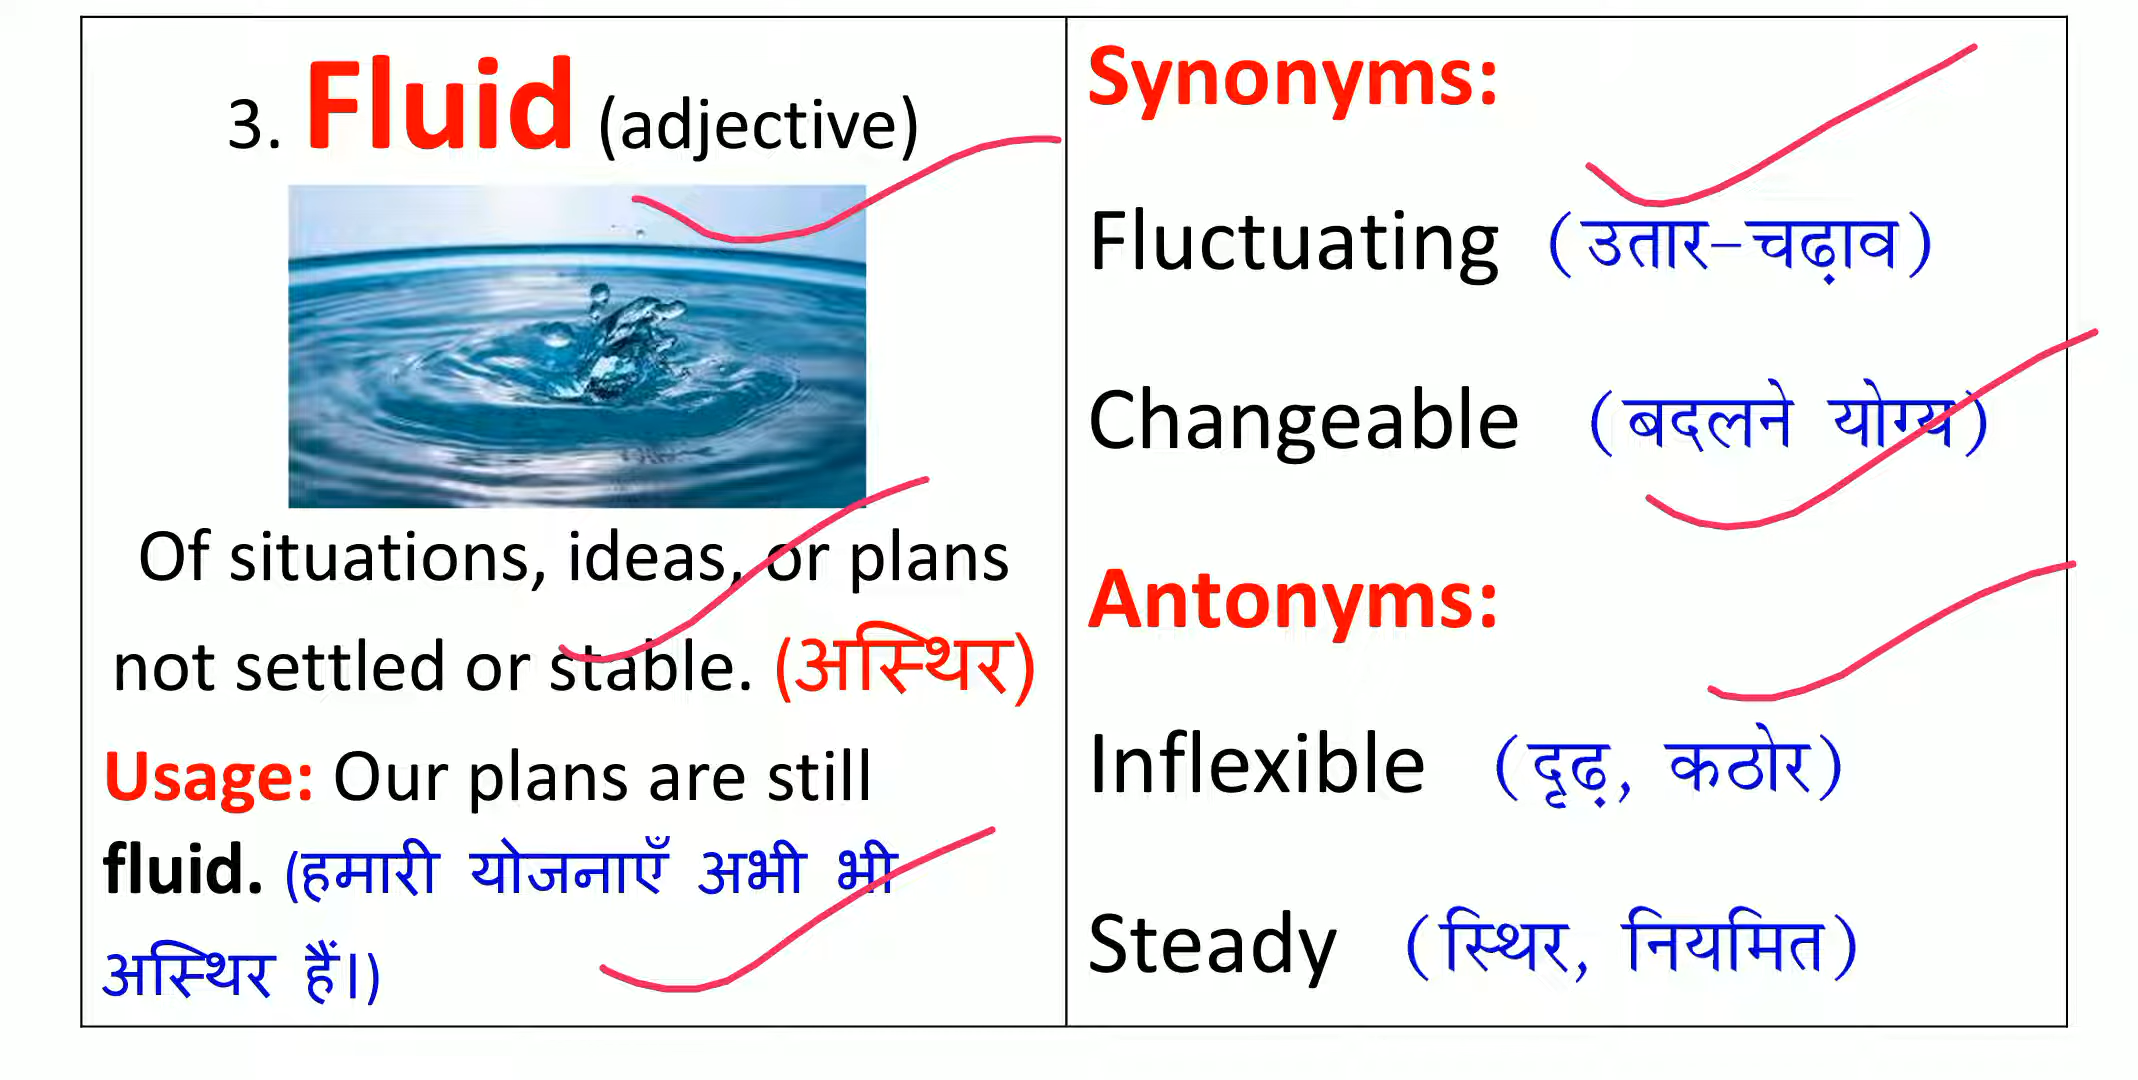 3. Fluid (adjective)
Of situations, ideas, or plans
not settled or stable. (अस्थिर)
Usage: Our plans are still
fluid. (हमारी योजनाएँ अभी भी
अस्थिर हैं।)
Synonyms:
Fluctuating (उतार-चढ़ाव)
Changeable (बदलने योग्य)
Antonyms:
Inflexible (दृढ़, कठोर)
Steady (स्थिर, नियमित)